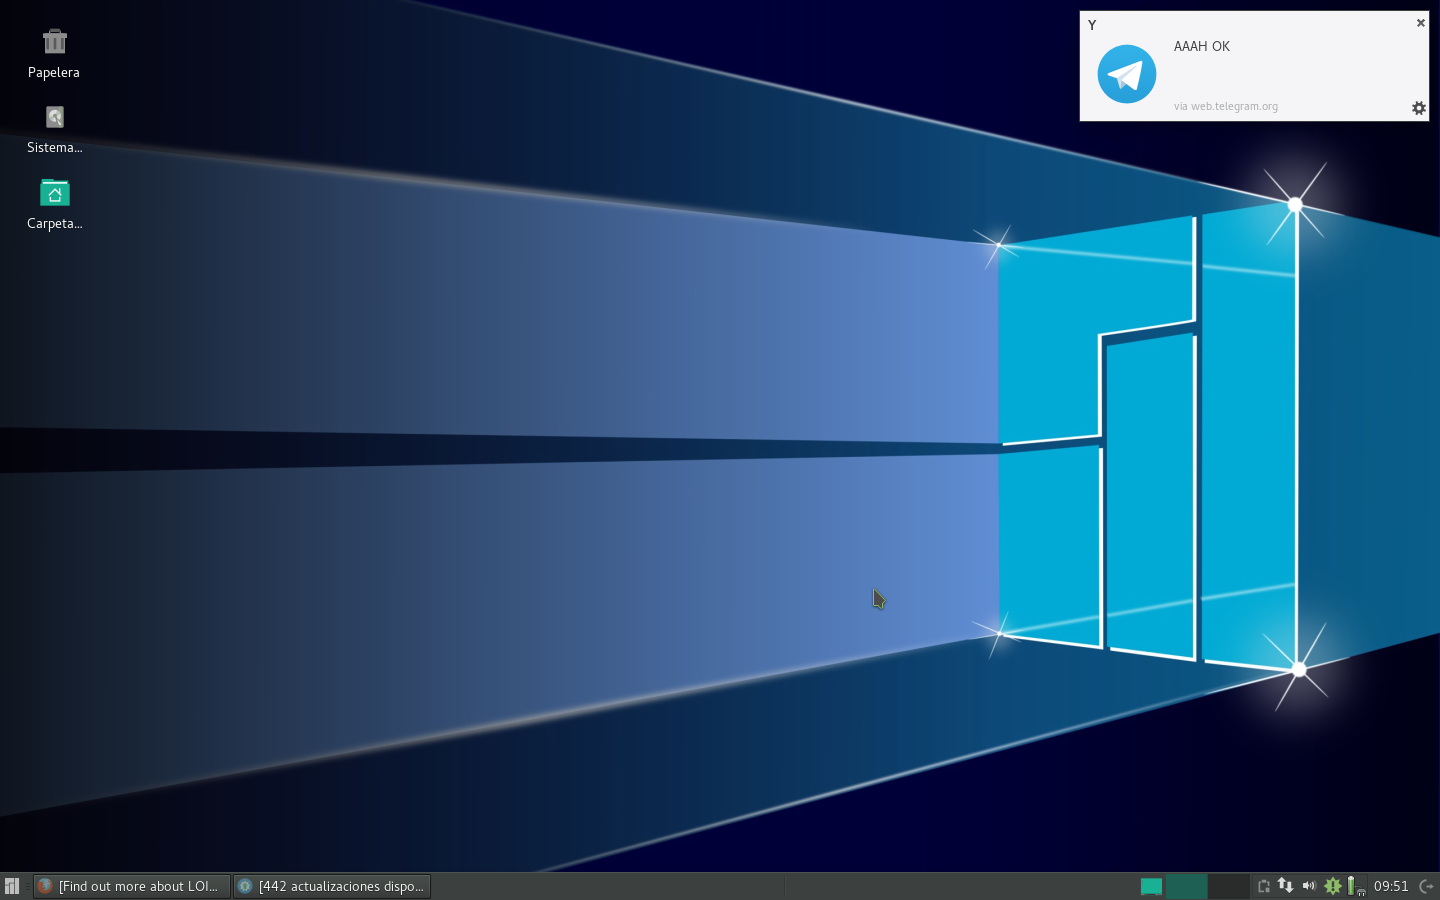 Papelera
Sistema...
Carpeta...
Y
AAAH OK
via web.telegram.org
[Find out more about LOI...
[442 actualizaciones dispo...
09:51